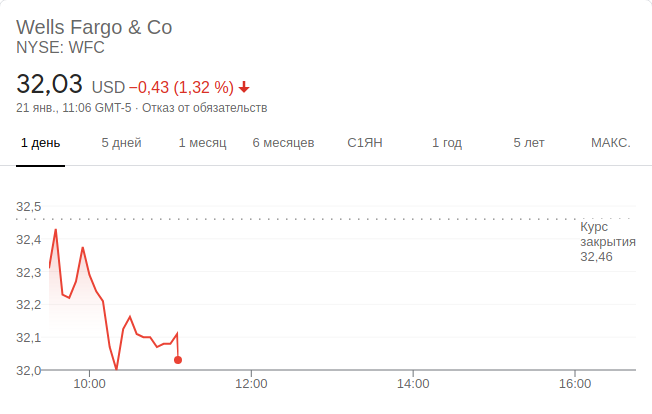 Wells Fargo & Co
NYSE: WFC
32,03 USD −0,43 (1,32 %)
21 янв., 11:06 GMT-5 · Отказ от обязательств
1 день 5 дней 1 месяц 6 месяцев С1ЯН 1 год 5 лет МАКС.
32,5
Курс
32,4
закрытия
32,46
32,3
32,2
32,1
32,0
10:00 12:00 14:00 16:00